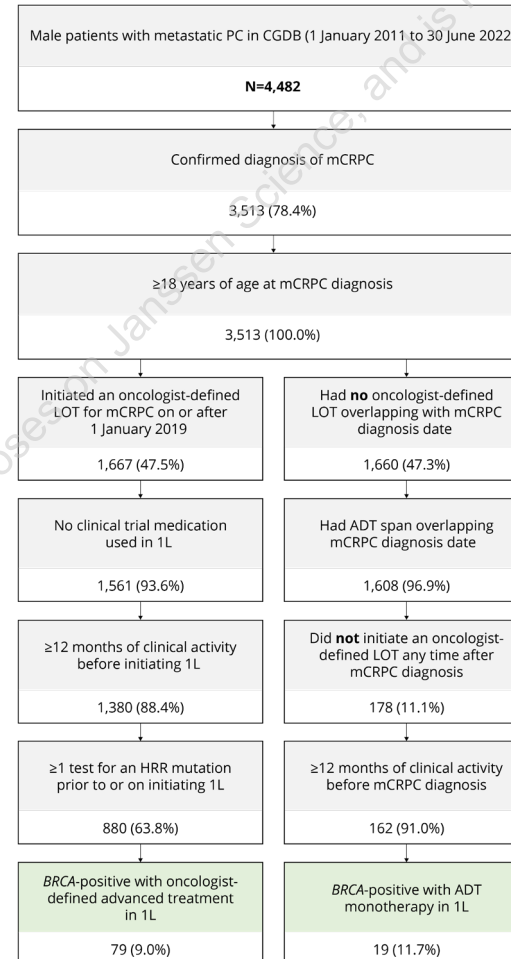 Male patients with metastatic PC in CGDB (1 January 2011 to 30 June 2022
N=4,482
Confirmed diagnosis of mCRPC
3,513 (78.4%)
≥18 years of age at mCRPC diagnosis
3,513 (100.0%)
Initiated an oncologist-defined
LOT for mCRPC on or after
1 January 2019
1,667 (47.5%)
No clinical trial medication
used in 1L
1,561 (93.6%)
≥12 months of clinical activity
before initiating 1L
1,380 (88.4%)
≥1 test for an HRR mutation
prior to or on initiating 1L
880 (63.8%)
BRCA-positive with oncologist-
defined advanced treatment
in 1L
79 (9.0%)
Had no oncologist-defined
LOT overlapping with mCRPC
diagnosis date
1,660 (47.3%)
Had ADT span overlapping
mCRPC diagnosis date
1,608 (96.9%)
Did not initiate an oncologist-
defined LOT any time after
mCRPC diagnosis
178 (11.1%)
≥12 months of clinical activity
before mCRPC diagnosis
162 (91.0%)
BRCA-positive with ADT
monotherapy in 1L
19 (11.7%)
oses on Janssen Science, and is